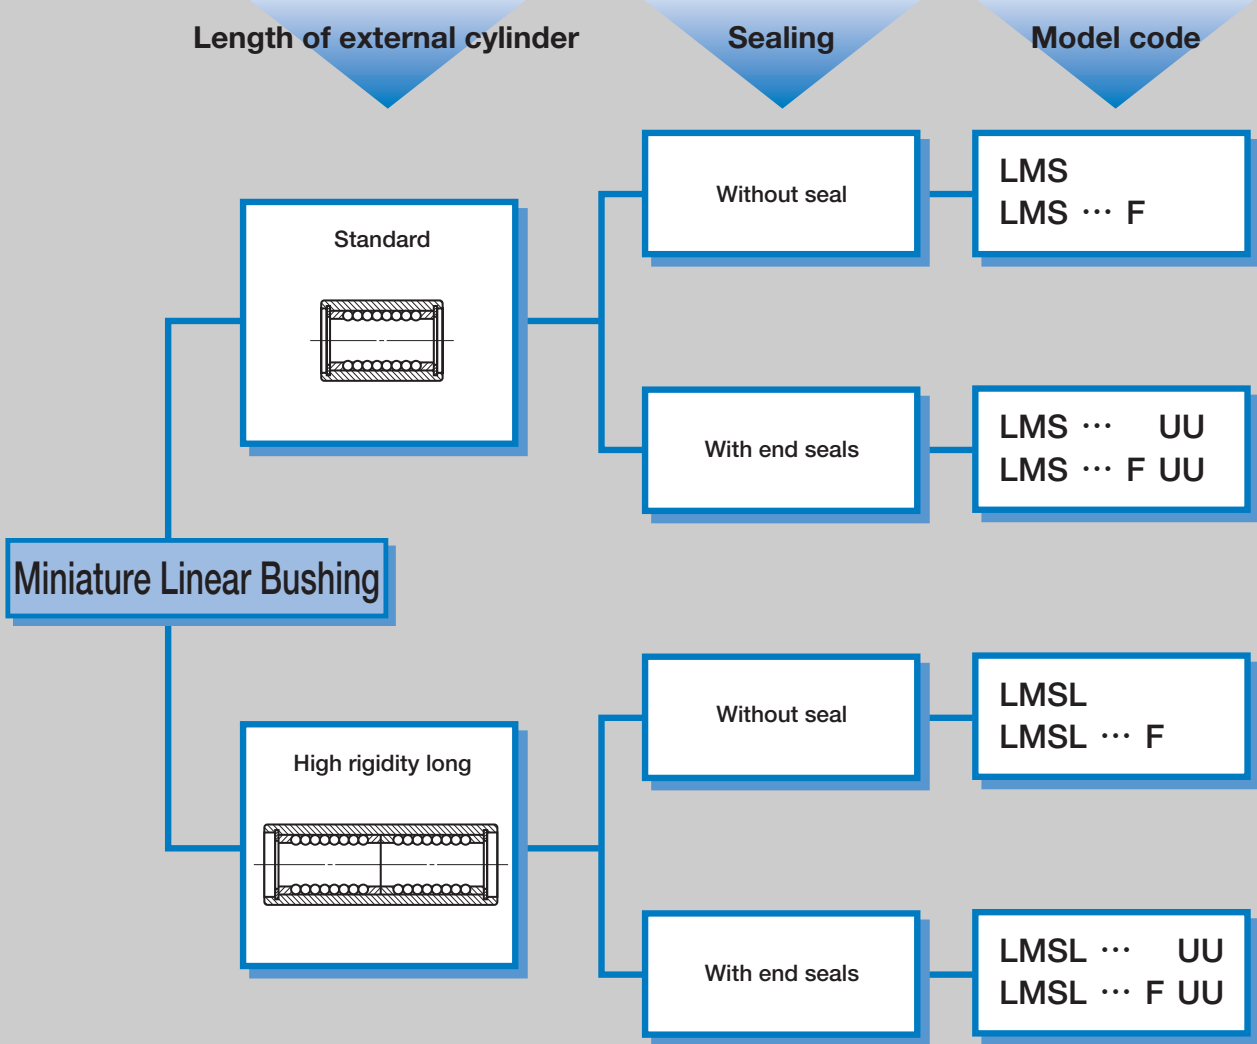 Length of external cylinder
Sealing
Model code
Miniature Linear Bushing
Standard
Without seal
LMS
LMS ··· F
With end seals
LMS ··· UU
LMS ··· F UU
High rigidity long
Without seal
LMSL
LMSL ··· F
With end seals
LMSL ··· UU
LMSL ··· F UU